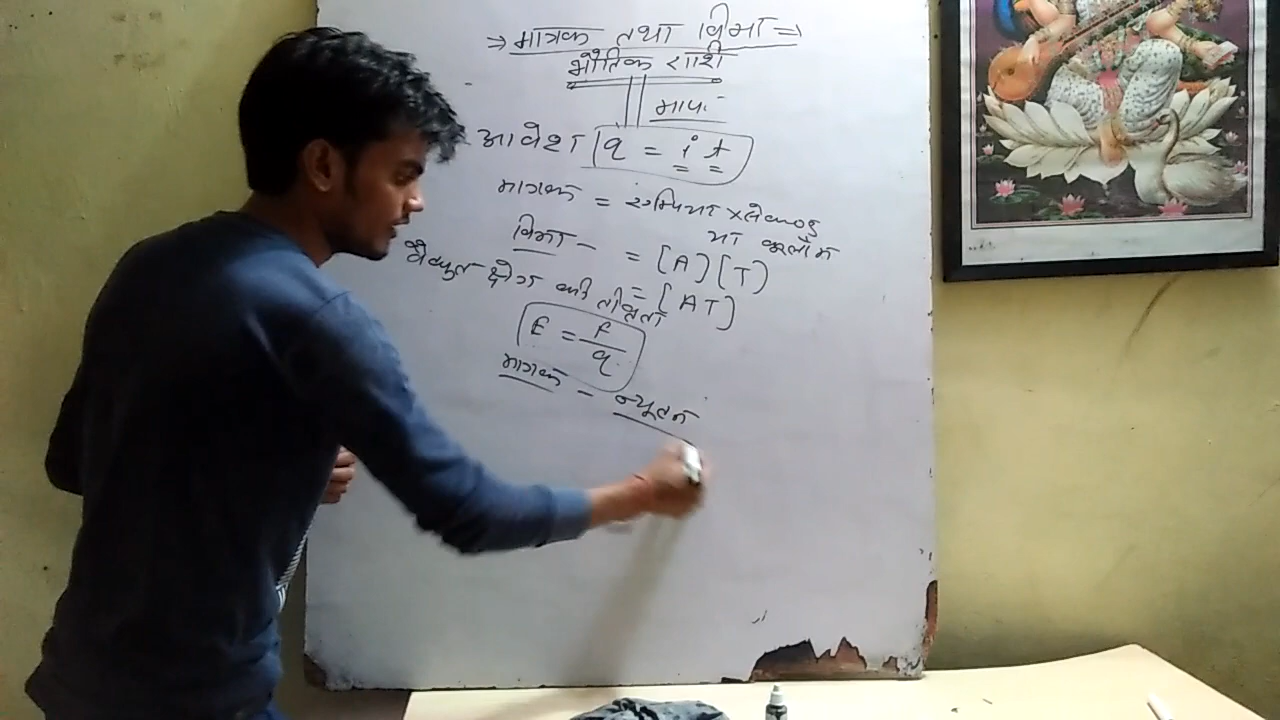 ⇒ मात्रक तथा विमा ⇒
भौतिक राशी
माप
आवेश q = i t
मात्रक = एम्पियर x सेकण्ड
या कूलॉम
विमा - = [A][T]
= [AT]
वैद्युत क्षेत्र की तीव्रता
E = F/q
मात्रक - न्यूटन